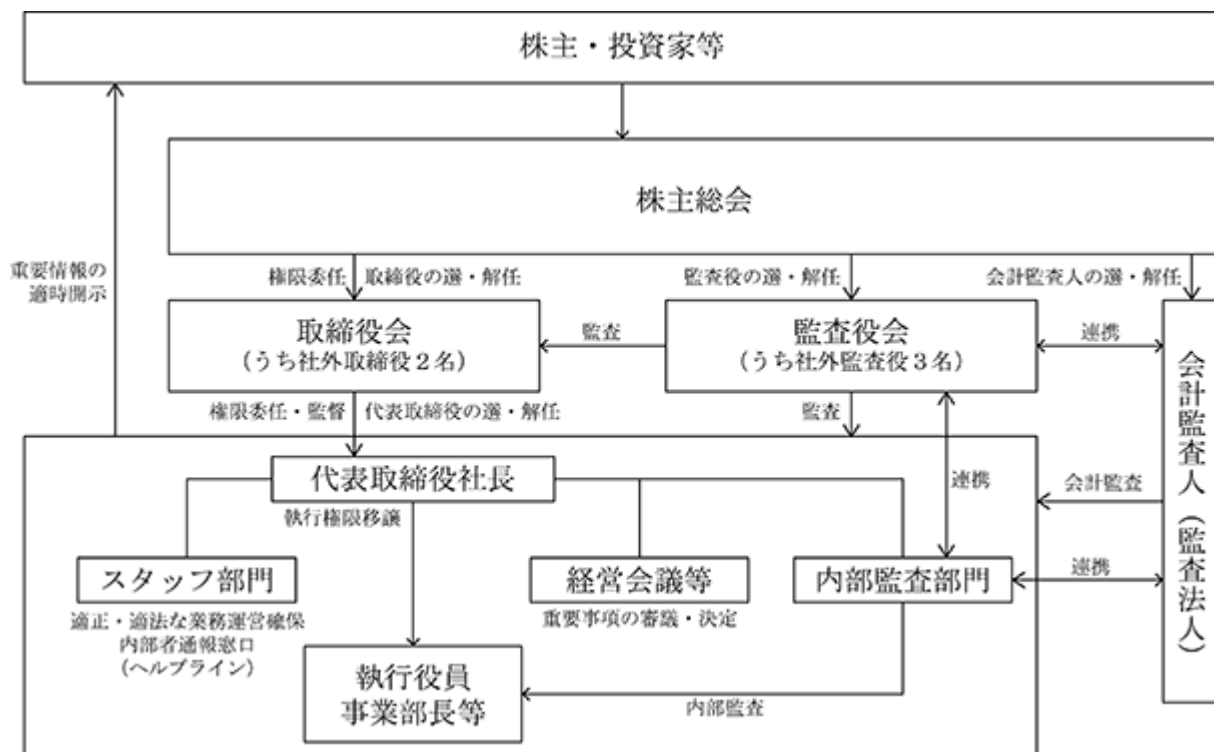 株主・投資家等
株主総会
重要情報の
適時開示
権限委任
取締役の選・解任
監査役の選・解任
会計監査人の選・解任
取締役会
(うち社外取締役２名)
監査
監査役会
(うち社外監査役３名)
連携
会計監査人(監査法人)
権限委任・監督
代表取締役の選・解任
監査
代表取締役社長
執行権限移譲
連携
会計監査
スタッフ部門
適正・適法な業務運営確保
内部者通報窓口
(ヘルプライン)
経営会議等
重要事項の審議・決定
内部監査部門
連携
執行役員
事業部長等
内部監査